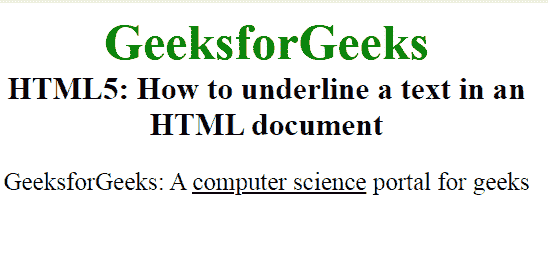 GeeksforGeeks
HTML5: How to underline a text in an
HTML document
GeeksforGeeks: A computer science portal for geeks